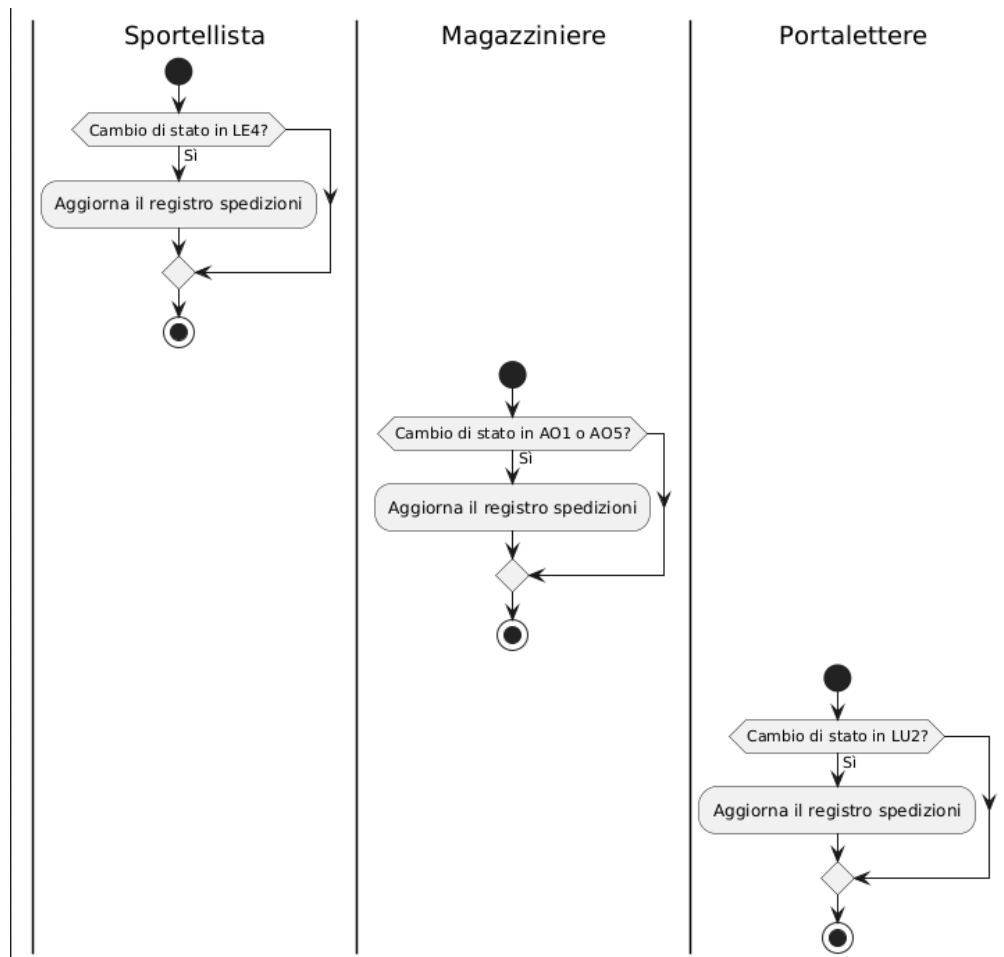 Sportellista
Magazziniere
Portalettere
Cambio di stato in LE4?
Sì
Aggiorna il registro spedizioni
Cambio di stato in AO1 o AO5?
Sì
Aggiorna il registro spedizioni
Cambio di stato in LU2?
Sì
Aggiorna il registro spedizioni